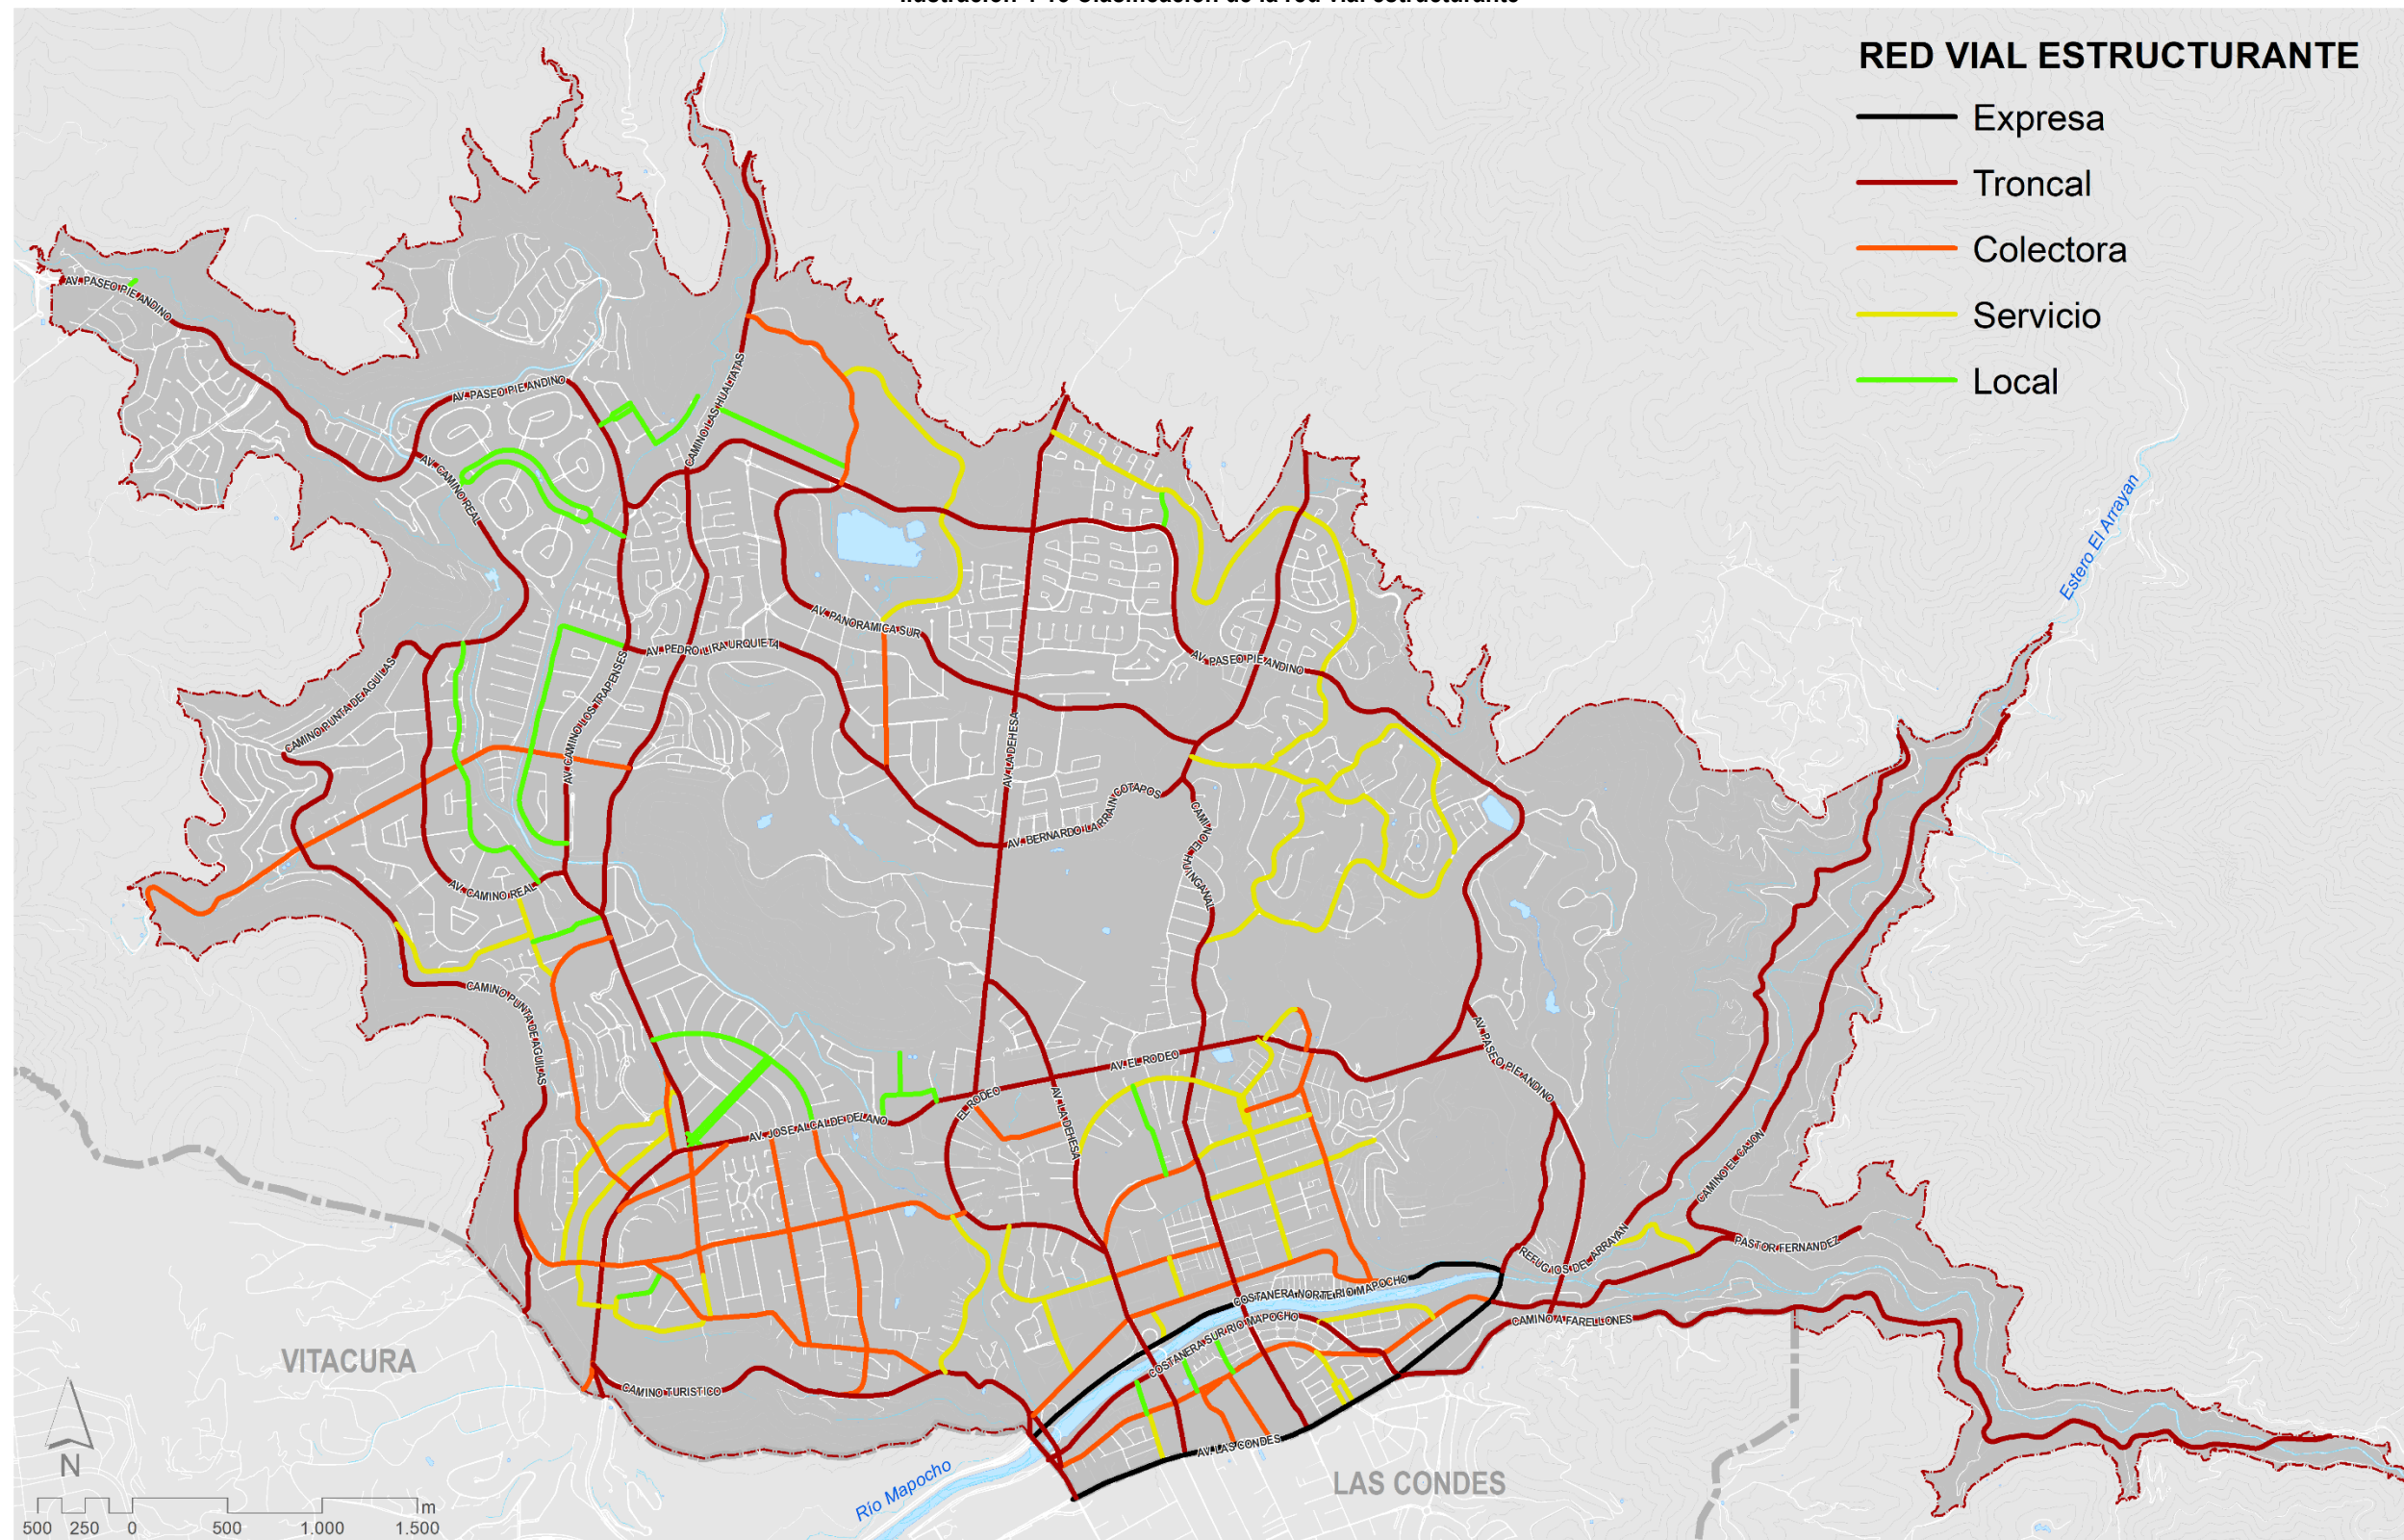 RED VIAL ESTRUCTURANTE
Expresa
Troncal
Colectora
Servicio
Local
AV. PASEO PIE ANDINO
AV. PASEO PIE ANDINO
CAMINO LAS HUALTATAS
AV. CAMINO REAL
Estero El Arrayan
AV. PANORAMICA SUR
AV. PEDRO LIRA URQUIETA
AV. PASEO PIE ANDINO
CAMINO PUNTA DE AGUILAS
AV. CAMINO LOS TRAPENSES
AV. LA DEHESA
AV. BERNARDO LARRAIN COTAPOS
CAMINO EL HUINGANAL
AV. CAMINO REAL
CAMINO PUNTA DE AGUILAS
AV. EL RODEO
AV. PASEO PIE ANDINO
EL RODEO
AV. LA DEHESA
AV. JOSE ALCALDE DELANO
CAMINO EL CAJON
PASTOR FERNANDEZ
REFUGIOS DEL ARRAYAN
COSTANERA NORTE RIO MAPOCHO
COSTANERA SUR RIO MAPOCHO
CAMINO A FARELLONES
VITACURA
CAMINO TURISTICO
AV. LAS CONDES
LAS CONDES
Río Mapocho
N
m
500 250 0 500 1.000 1.500